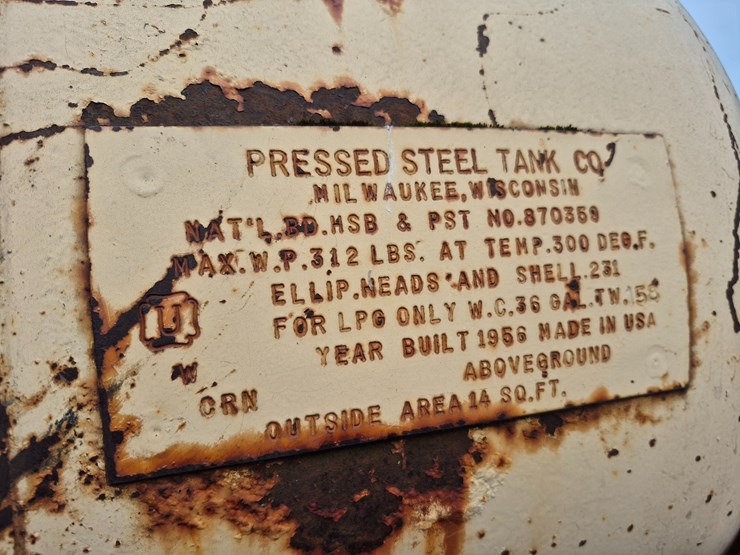 PRESSED STEEL TANK CO.
MILWAUKEE, WISCONSIN
NAT'L. BD. HSB & PST NO. 870359
MAX. W.P. 312 LBS. AT TEMP. 300 DEG. F.
ELLIP. HEADS AND SHELL .231
FOR LPG ONLY W.C. 36 GAL. T.W. 158
U
YEAR BUILT 1956 MADE IN USA
W
ABOVEGROUND
CRN
OUTSIDE AREA 14 SQ. FT.